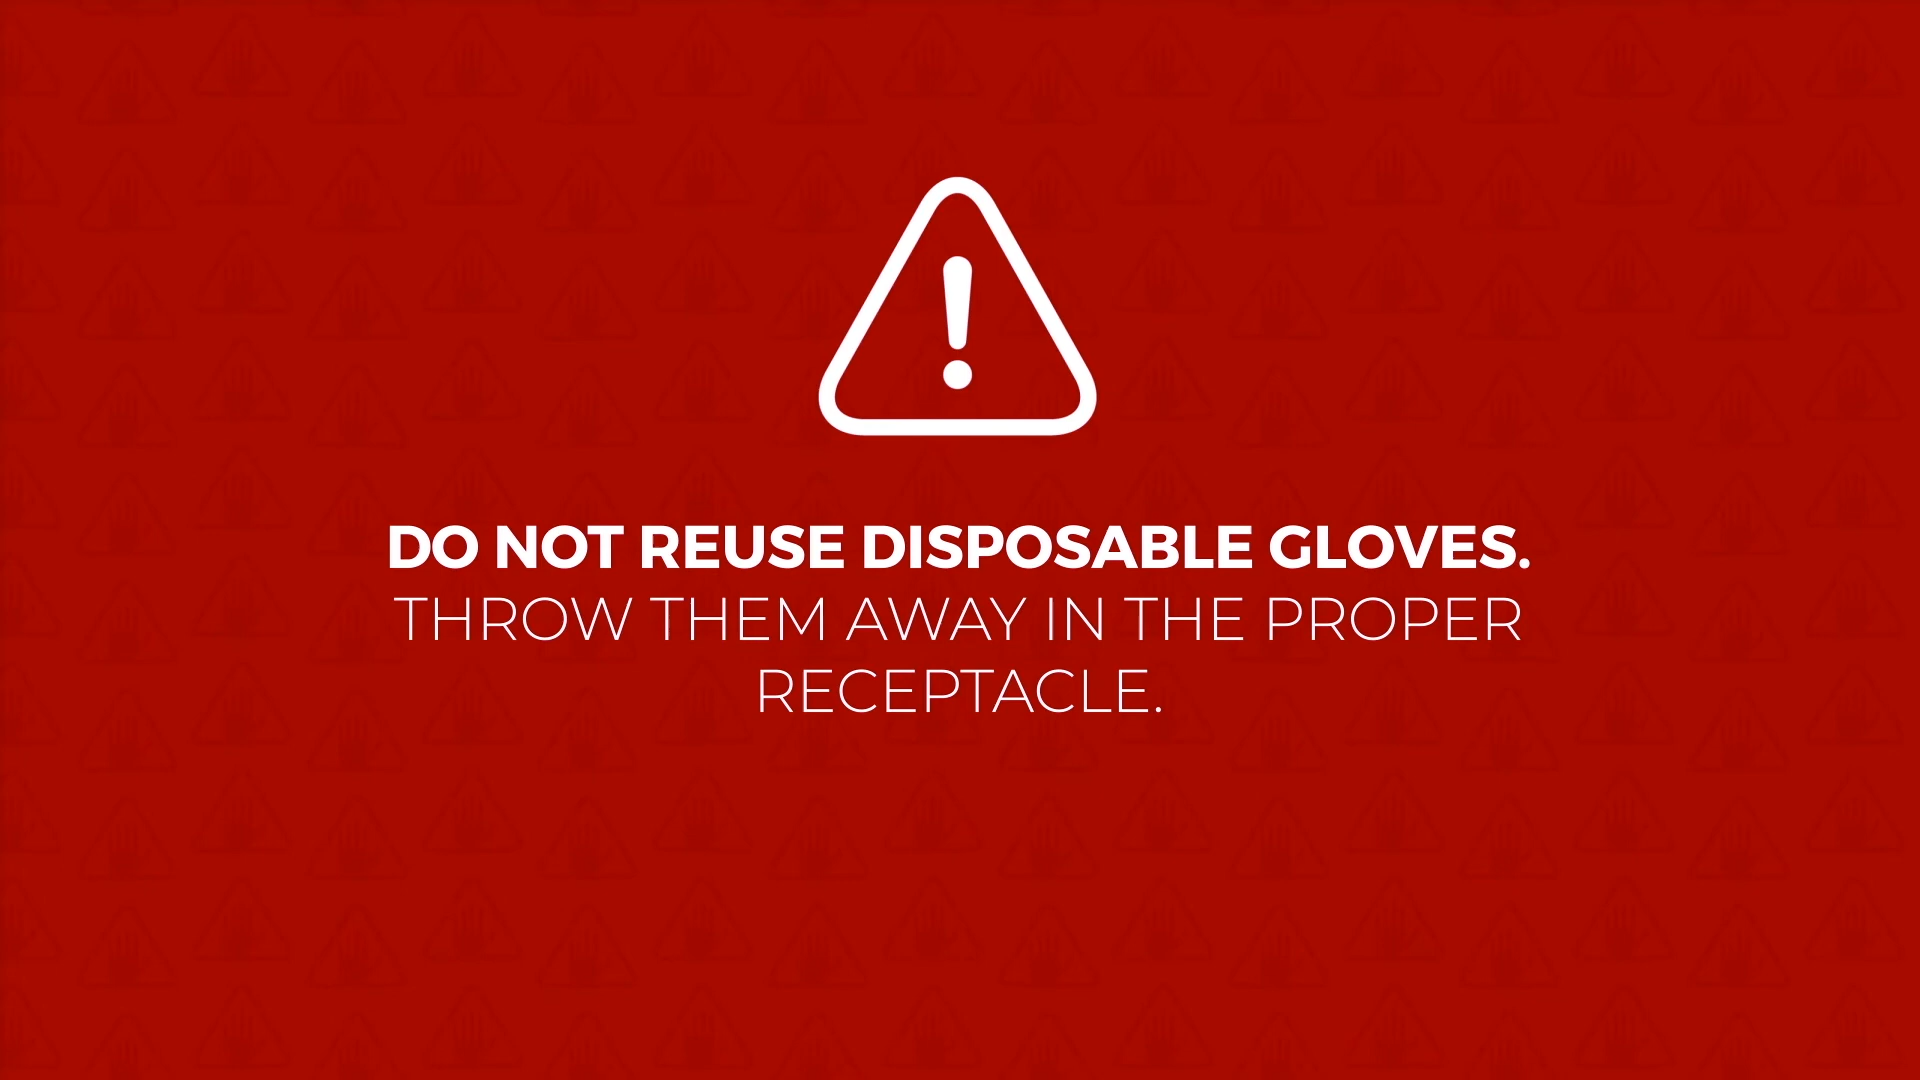 DO NOT REUSE DISPOSABLE GLOVES.
THROW THEM AWAY IN THE PROPER
RECEPTACLE.